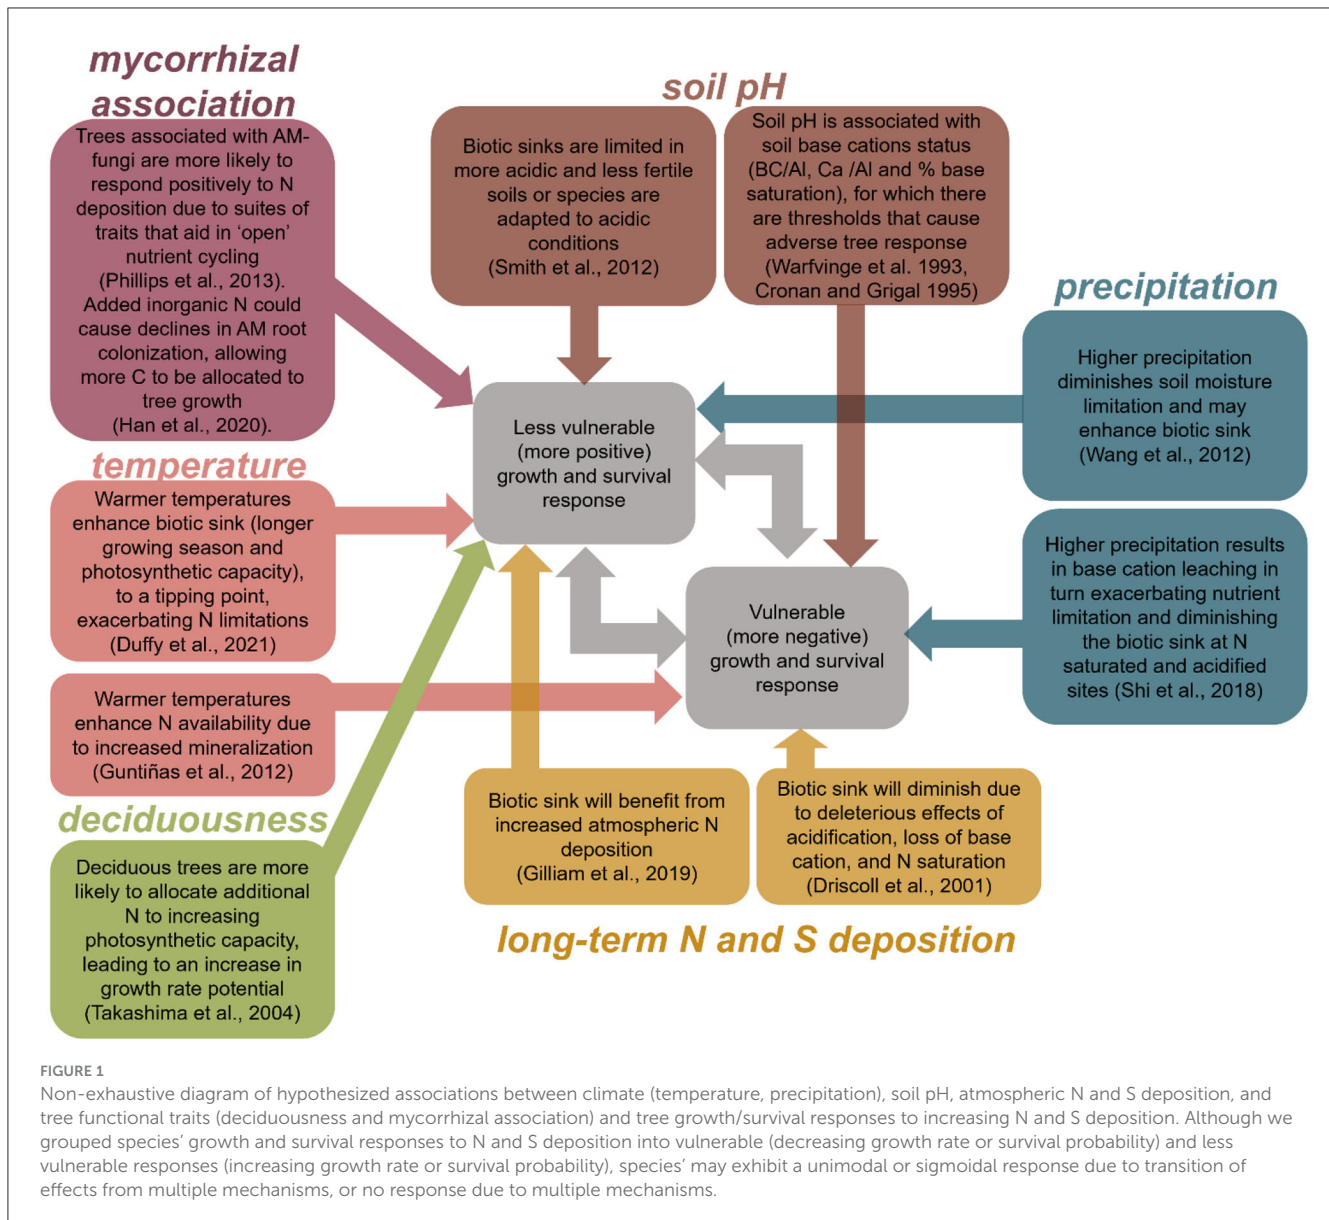 mycorrhizal
association
Trees associated with AM-
fungi are more likely to
respond positively to N
deposition due to suites of
traits that aid in ‘open’
nutrient cycling
(Phillips et al., 2013).
Added inorganic N could
cause declines in AM root
colonization, allowing
more C to be allocated to
tree growth
(Han et al., 2020).
soil pH
Biotic sinks are limited in
more acidic and less fertile
soils or species are
adapted to acidic
conditions
(Smith et al., 2012)
Soil pH is associated with
soil base cations status
(BC/Al, Ca /Al and % base
saturation), for which there
are thresholds that cause
adverse tree response
(Warfvinge et al. 1993,
Cronan and Grigal 1995)
precipitation
Higher precipitation
diminishes soil moisture
limitation and may
enhance biotic sink
(Wang et al., 2012)
Higher precipitation results
in base cation leaching in
turn exacerbating nutrient
limitation and diminishing
the biotic sink at N
saturated and acidified
sites (Shi et al., 2018)
Less vulnerable
(more positive)
growth and survival
response
Vulnerable
(more negative)
growth and survival
response
temperature
Warmer temperatures
enhance biotic sink (longer
growing season and
photosynthetic capacity),
to a tipping point,
exacerbating N limitations
(Duffy et al., 2021)
Warmer temperatures
enhance N availability due
to increased mineralization
(Guntiñas et al., 2012)
deciduousness
Deciduous trees are more
likely to allocate additional
N to increasing
photosynthetic capacity,
leading to an increase in
growth rate potential
(Takashima et al., 2004)
Biotic sink will benefit from
increased atmospheric N
deposition
(Gilliam et al., 2019)
Biotic sink will diminish due
to deleterious effects of
acidification, loss of base
cation, and N saturation
(Driscoll et al., 2001)
long-term N and S deposition
FIGURE 1
Non-exhaustive diagram of hypothesized associations between climate (temperature, precipitation), soil pH, atmospheric N and S deposition, and
tree functional traits (deciduousness and mycorrhizal association) and tree growth/survival responses to increasing N and S deposition. Although we
grouped species’ growth and survival responses to N and S deposition into vulnerable (decreasing growth rate or survival probability) and less
vulnerable responses (increasing growth rate or survival probability), species’ may exhibit a unimodal or sigmoidal response due to transition of
effects from multiple mechanisms, or no response due to multiple mechanisms.